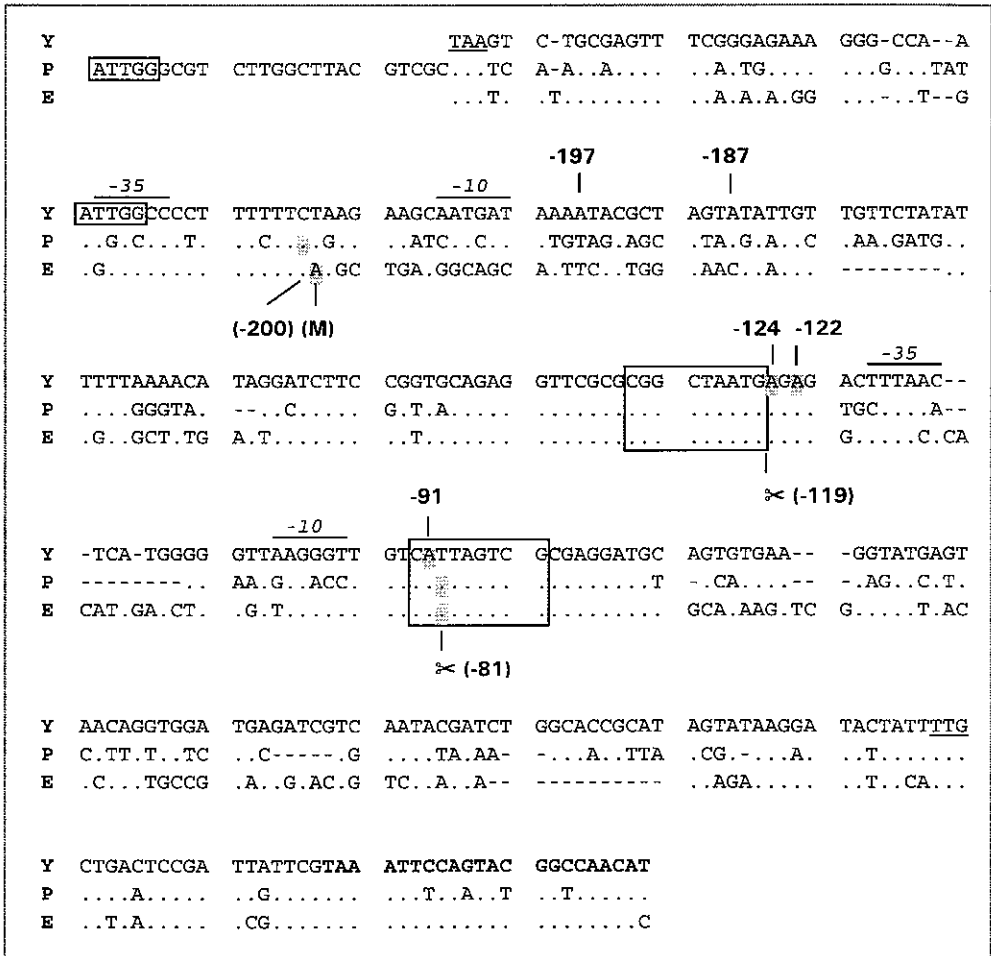 Y TAAGT C-TGCGAGTT TCGGGAGAAA GGG-CCA--A
P ATTGGGCGT CTTGGCTTAC GTCGC...TC A-A..A.... ....A.TG.. ...G...TAT
E ...T. .T........ ...A.A.A.GG ...-..T--G
-197 -187
-35 -10
Y ATTGGCCCCT TTTTTCTAAG AAGCAATGAT AAAATACGCT AGTATATTGT TGTTCTATAT
P ..G.C...T. ..C....G. ...ATC..C. .TGTAG.AGC .TA.G.A..C .AA.GATG..
E .G........ .......A.GC TGA.GGCAGC A.TTC..TGG .AAC..A... --------..
(-200) (M)
-124 -122
-35
Y TTTTAAAACA TAGGATCTTC CGGTGCAGAG GTTCGCGCGG CTAATGAGAG ACTTTAAC--
P ....GGGTA. --..C..... G.T.A..... .......... .......... TGC....A--
E .G..GCT.TG A.T....... ..T....... .......... .......... G.....C.CA
✂ (-119)
-91
-10
Y -TCA-TGGGG GTTAAGGGTT GTCATTAGTC GCGAGGATGC AGTGTGAA-- -GGTATGAGT
P --------.. AA.G..ACC. .......... .........T -.CA....-- ..AG..C.T.
E CAT.GA.CT. .G.T...... .......... .......... GCA.AAG.TC G.....T.AC
✂ (-81)
Y AACAGGTGGA TGAGATCGTC AATACGATCT GGCACCGCAT AGTATAAGGA TACTATTTTG
P C.TT.T..TC ..C-----.G ....TA.AA- ..-..A..TTA .CG.-...A. ..T.......
E .C...TGCCG .A..G.AC.G TC..A..A-- ---------- ..AGA..... ..T..CA...
Y CTGACTCCGA TTATTCGTAA ATTCCAGTAC GGCCAACAT
P ...A..... ..G....... ...T..A..T ..T......
E ..T.A..... .CG....... .......... ........C